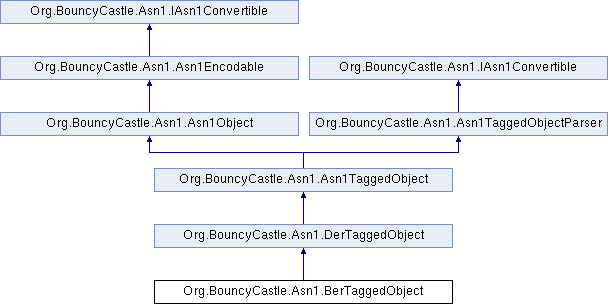 Org.BouncyCastle.Asn1.IAsn1Convertible
Org.BouncyCastle.Asn1.Asn1Encodable
Org.BouncyCastle.Asn1.IAsn1Convertible
Org.BouncyCastle.Asn1.Asn1Object
Org.BouncyCastle.Asn1.Asn1TaggedObjectParser
Org.BouncyCastle.Asn1.Asn1TaggedObject
Org.BouncyCastle.Asn1.DerTaggedObject
Org.BouncyCastle.Asn1.BerTaggedObject